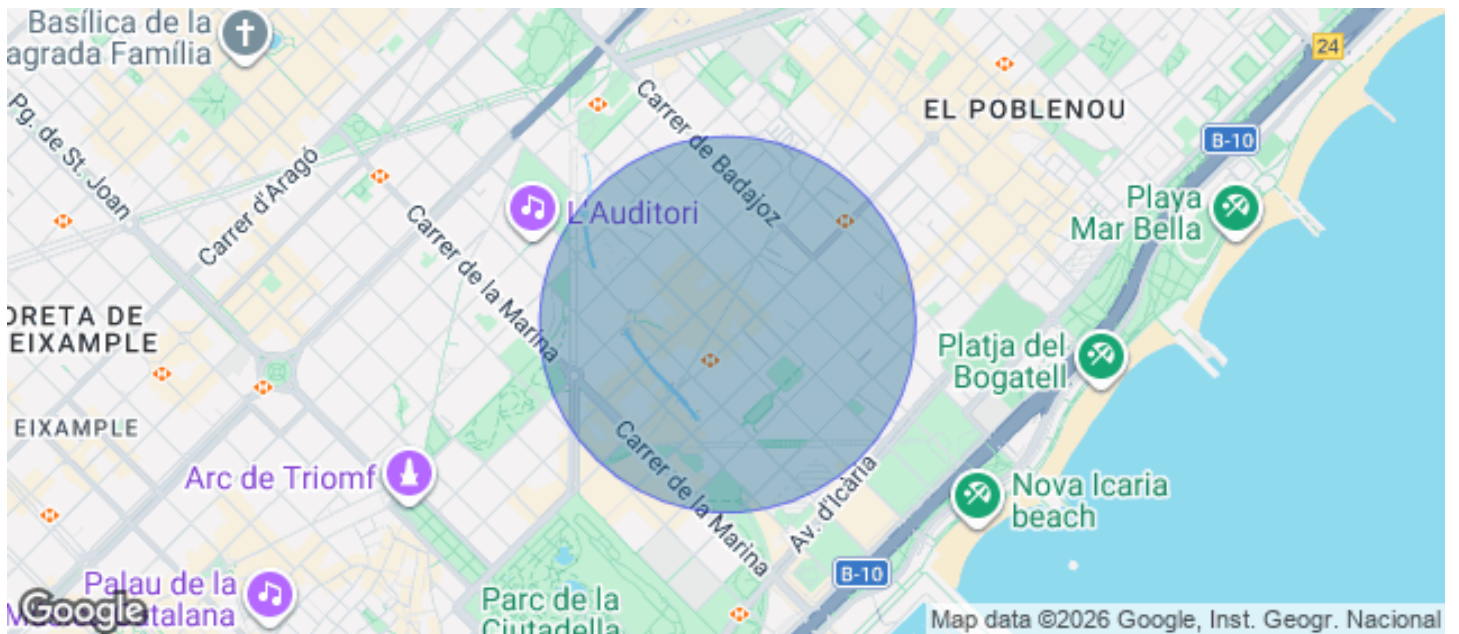 Basílica de la
agrada Família
24
Carrer de Badajoz
EL POBLENOU
Pg. de St. Joan
B-10
Carrer d'Aragó
L'Auditori
Playa
Mar Bella
Carrer de la Marina
DRETA DE
EIXAMPLE
Platja del
Bogatell
EIXAMPLE
Carrer de la Marina
Arc de Triomf
Av. d'Icària
Nova Icaria
beach
B-10
Palau de la
Parc de la
Ciutadella
Google
Map data ©2026 Google, Inst. Geogr. Nacional